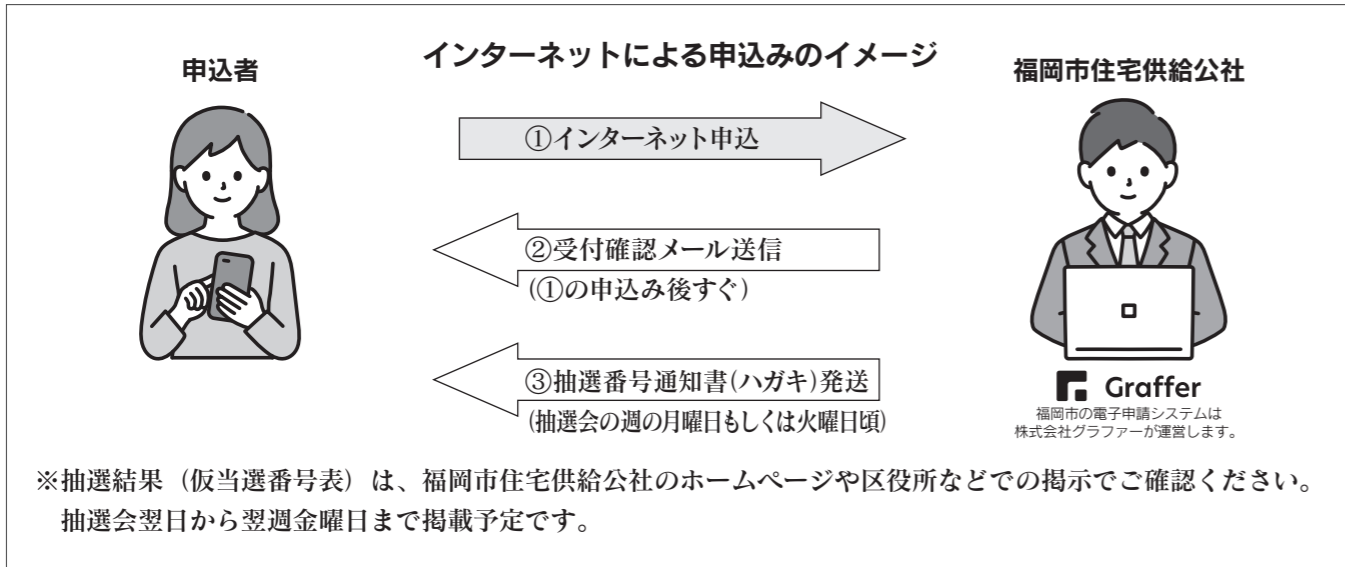 インターネットによる申込みのイメージ
申込者
福岡市住宅供給公社
①インターネット申込
②受付確認メール送信
(①の申込み後すぐ)
③抽選番号通知書(ハガキ)発送
(抽選会の週の月曜日もしくは火曜日頃)
Graffer
福岡市の電子申請システムは
株式会社グラファーが運営します。
※抽選結果（仮当選番号表）は、福岡市住宅供給公社のホームページや区役所などでの掲示でご確認ください。
抽選会翌日から翌週金曜日まで掲載予定です。